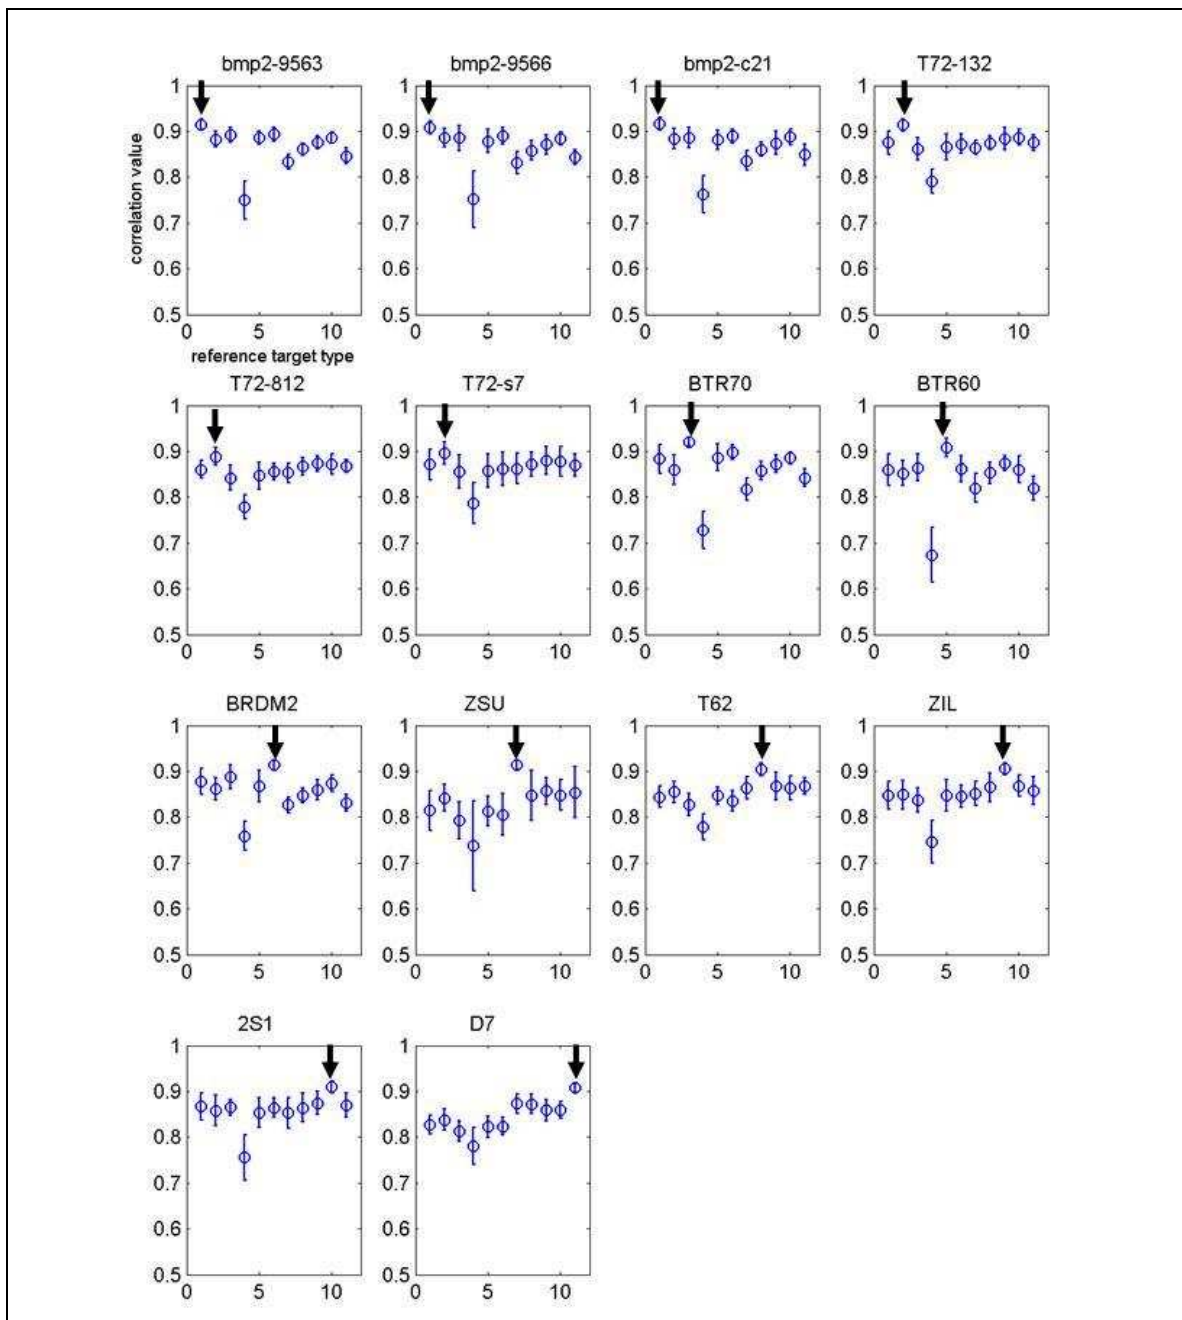 bmp2-9563 bmp2-9566 bmp2-c21 T72-132
1 1 1 1
0.9 0.9 0.9 0.9
0.8 0.8 0.8 0.8
0.7 0.7 0.7 0.7
0.6 0.6 0.6 0.6
0.5 0.5 0.5 0.5
0 5 10 0 5 10 0 5 10 0 5 10
correlation value
reference target type
T72-812 T72-s7 BTR70 BTR60
1 1 1 1
0.9 0.9 0.9 0.9
0.8 0.8 0.8 0.8
0.7 0.7 0.7 0.7
0.6 0.6 0.6 0.6
0.5 0.5 0.5 0.5
0 5 10 0 5 10 0 5 10 0 5 10
BRDM2 ZSU T62 ZIL
1 1 1 1
0.9 0.9 0.9 0.9
0.8 0.8 0.8 0.8
0.7 0.7 0.7 0.7
0.6 0.6 0.6 0.6
0.5 0.5 0.5 0.5
0 5 10 0 5 10 0 5 10 0 5 10
2S1 D7
1 1
0.9 0.9
0.8 0.8
0.7 0.7
0.6 0.6
0.5 0.5
0 5 10 0 5 10